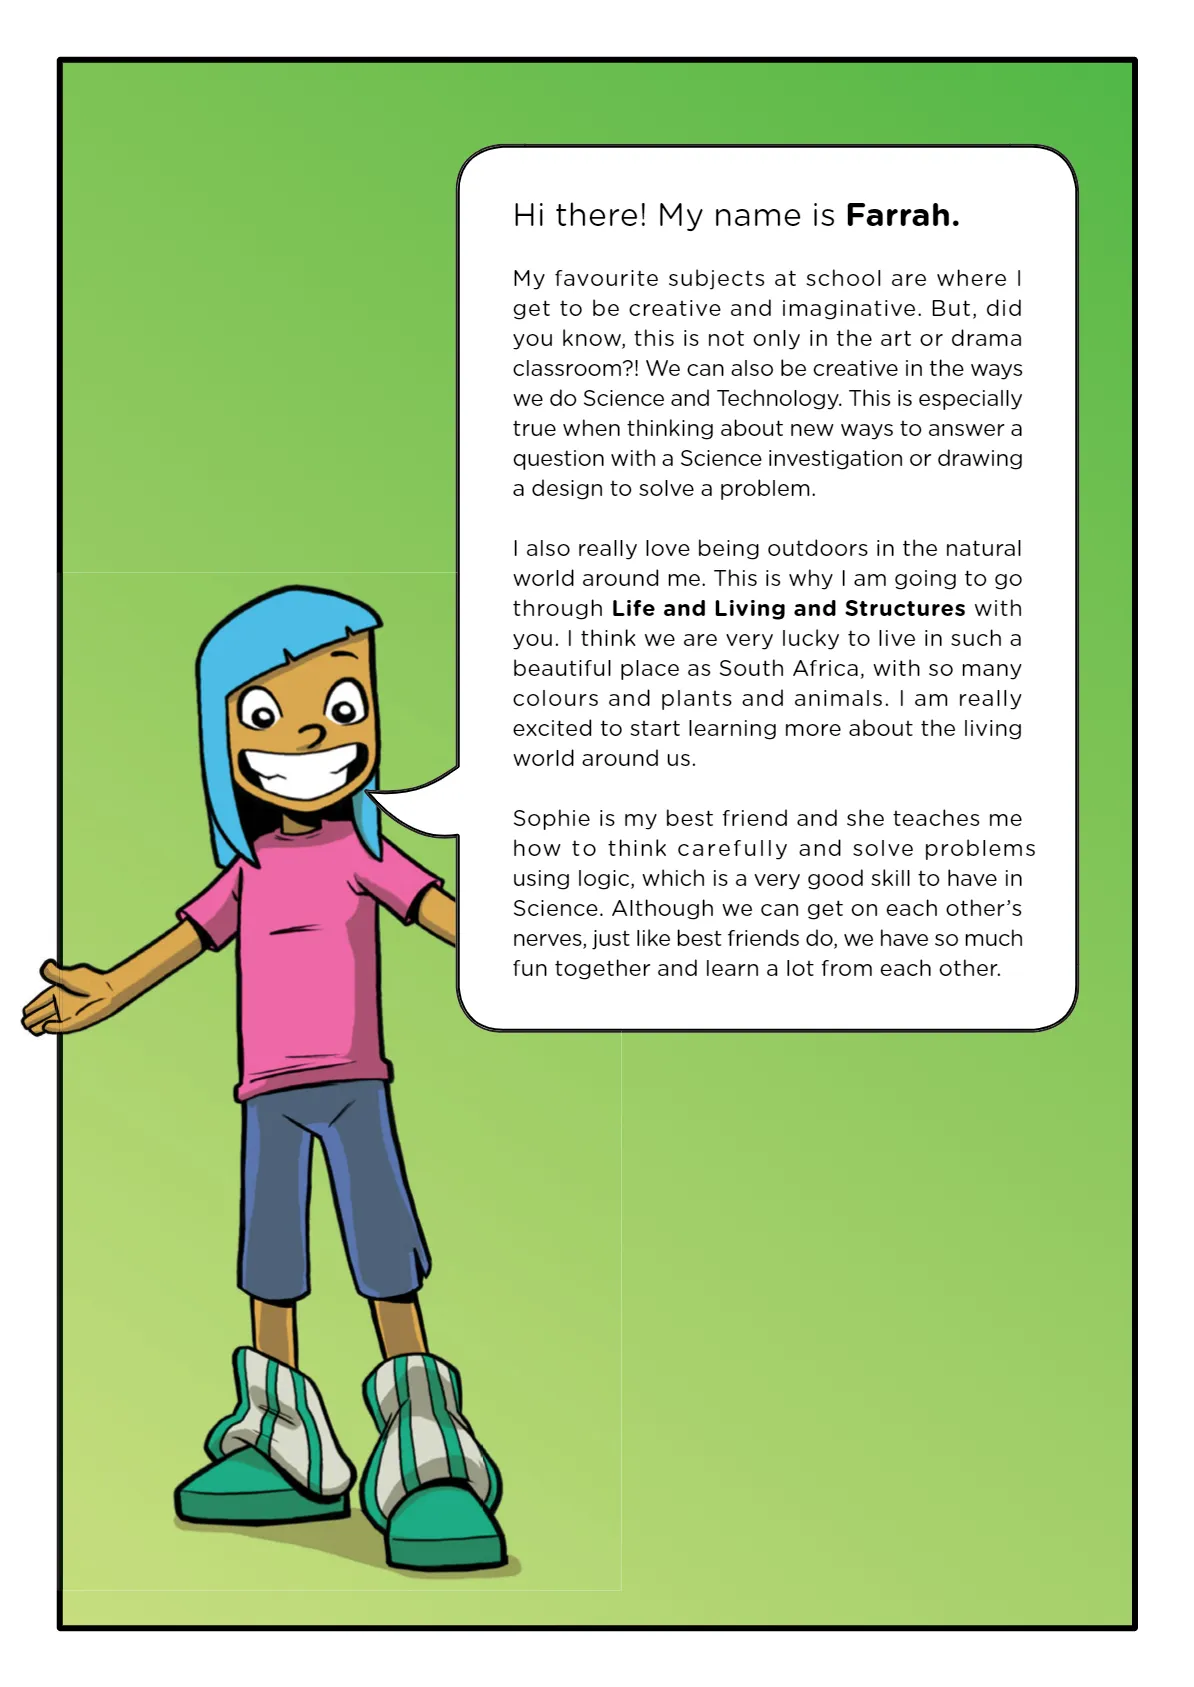 Hi there! My name is Farrah.
My favourite subjects at school are where I
get to be creative and imaginative. But, did
you know, this is not only in the art or drama
classroom?! We can also be creative in the ways
we do Science and Technology. This is especially
true when thinking about new ways to answer a
question with a Science investigation or drawing
a design to solve a problem.
I also really love being outdoors in the natural
world around me. This is why I am going to go
through Life and Living and Structures with
you. I think we are very lucky to live in such a
beautiful place as South Africa, with so many
colours and plants and animals. I am really
excited to start learning more about the living
world around us.
Sophie is my best friend and she teaches me
how to think carefully and solve problems
using logic, which is a very good skill to have in
Science. Although we can get on each other’s
nerves, just like best friends do, we have so much
fun together and learn a lot from each other.